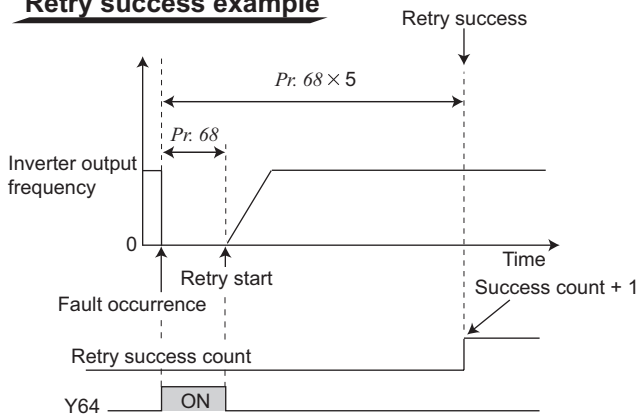 Retry success example
Retry success
Pr. 68 × 5
Pr. 68
Inverter output
frequency
0
Time
Retry start
Success count + 1
Fault occurrence
Retry success count
Y64
ON